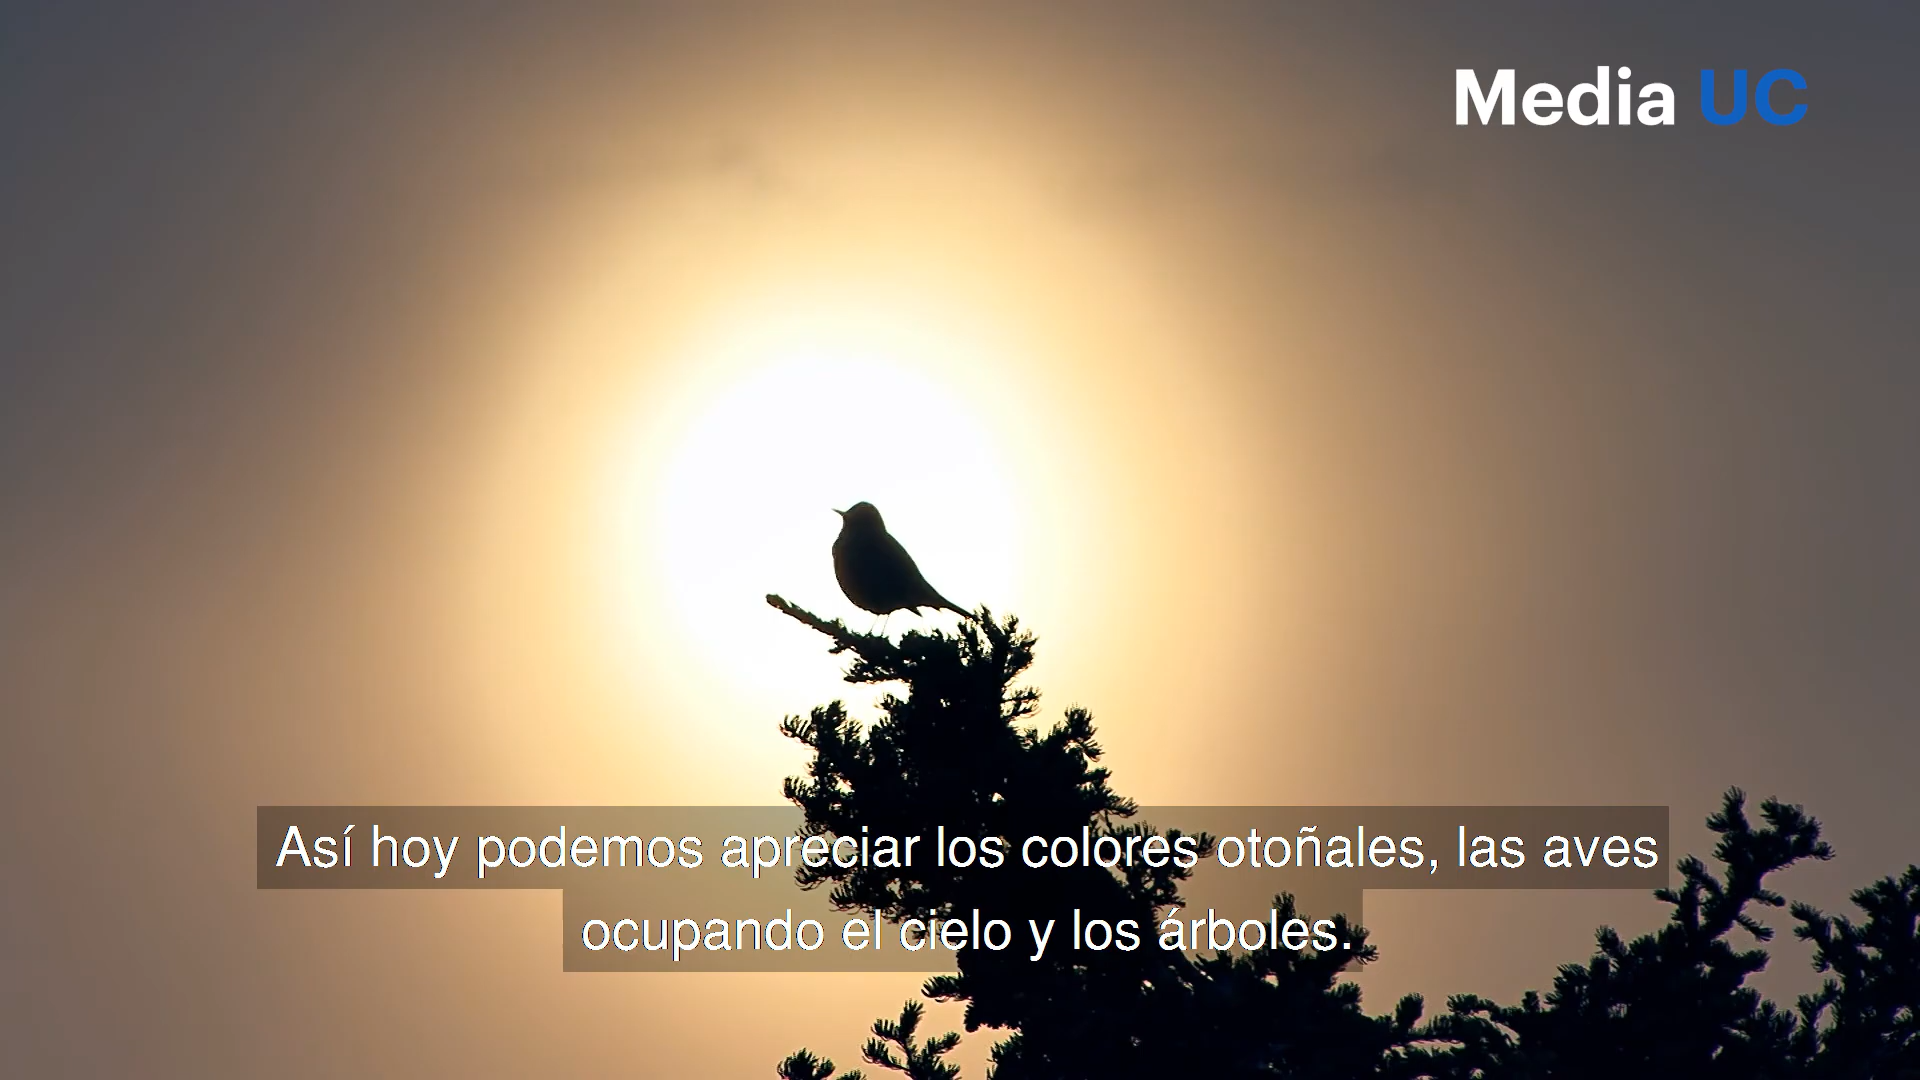 Media UC
Así hoy podemos apreciar los colores otoñales, las aves
ocupando el cielo y los árboles.